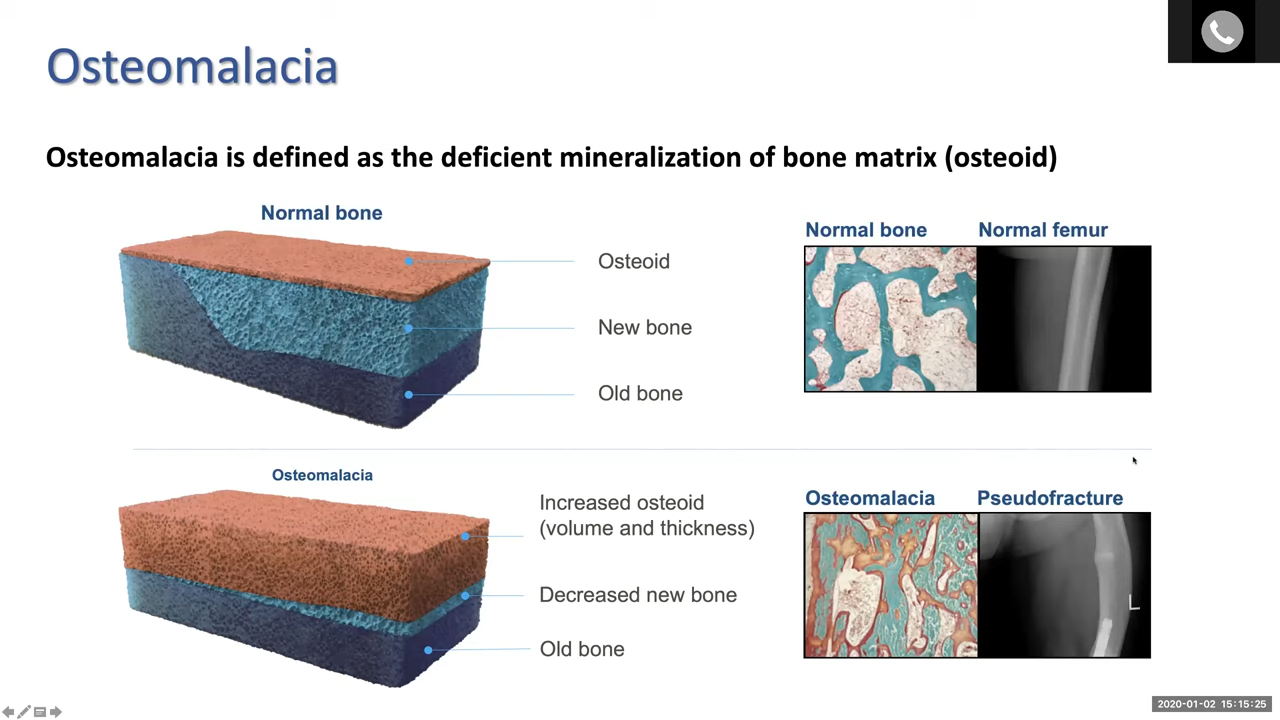 Osteomalacia
Osteomalacia is defined as the deficient mineralization of bone matrix (osteoid)
Normal bone
Osteoid
New bone
Old bone
Normal bone
Normal femur
Osteomalacia
Increased osteoid
(volume and thickness)
Decreased new bone
Old bone
Osteomalacia
Pseudofracture
L
2020-01-02 15:15:25